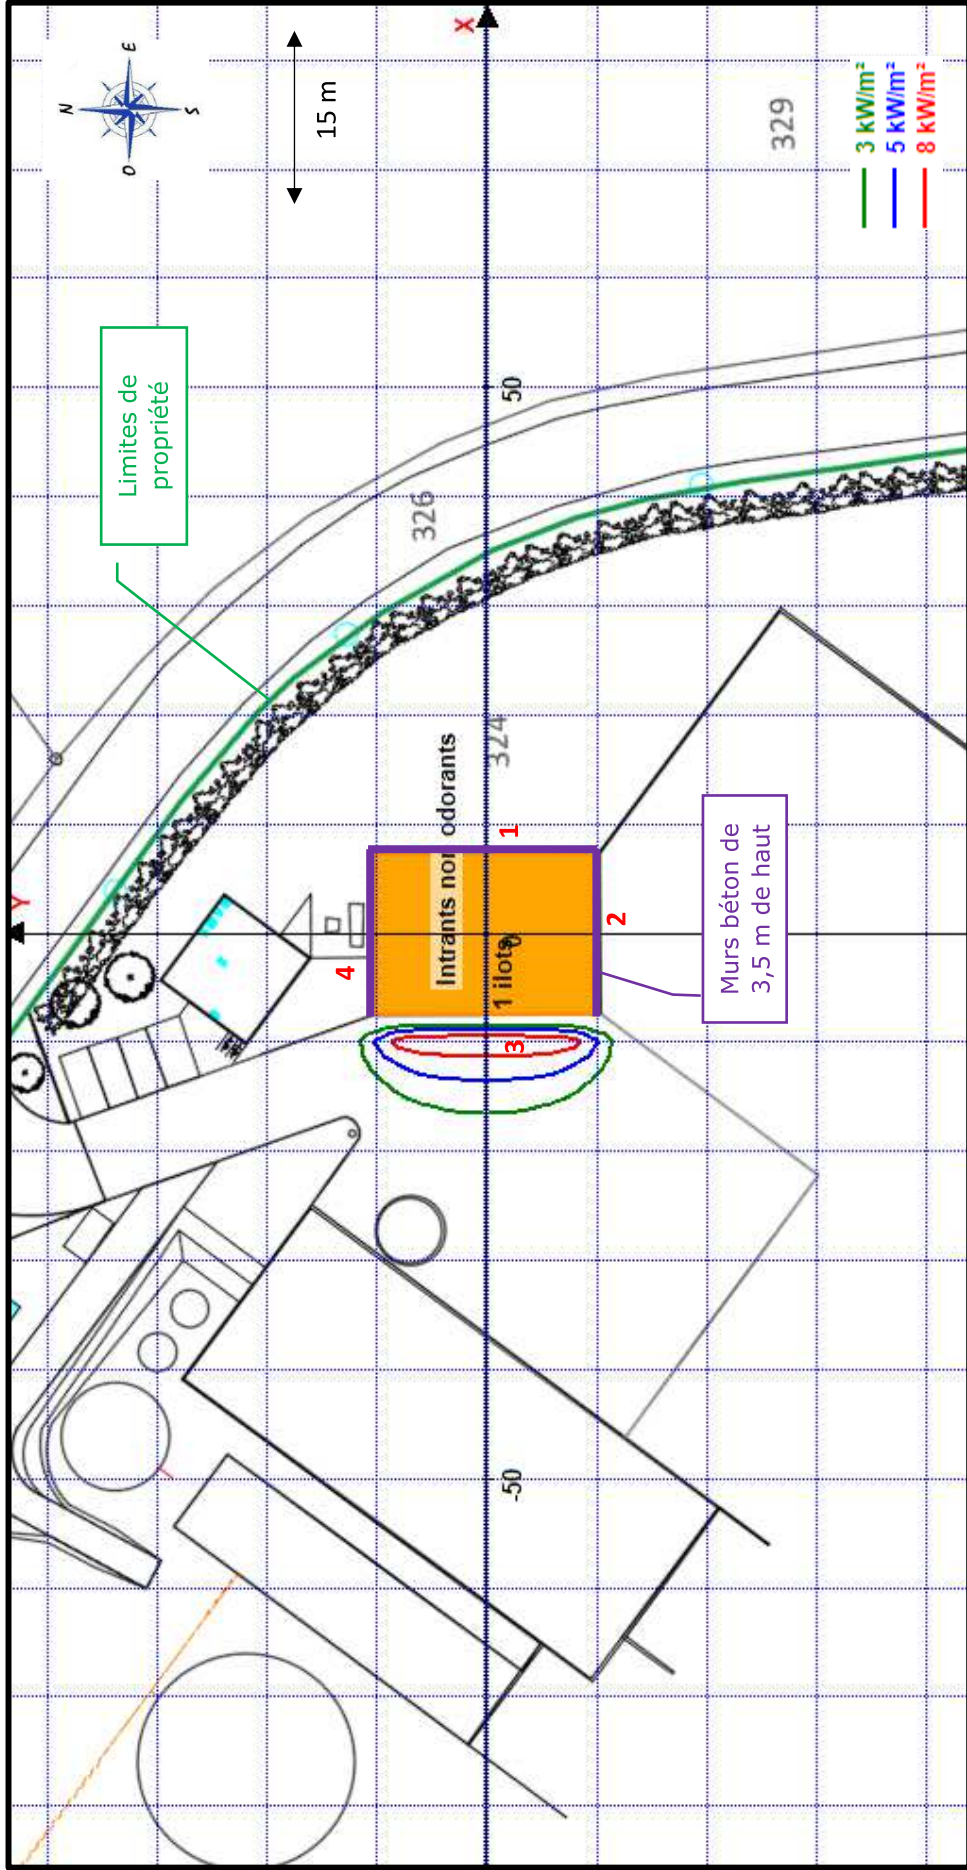 Y
X
N
E
S
O
15 m
Limites de
propriété
326
324
329
50
0
-50
Intrants non odorants
1 ilots
1
2
3
4
Murs béton de
3,5 m de haut
3 kW/m²
5 kW/m²
8 kW/m²